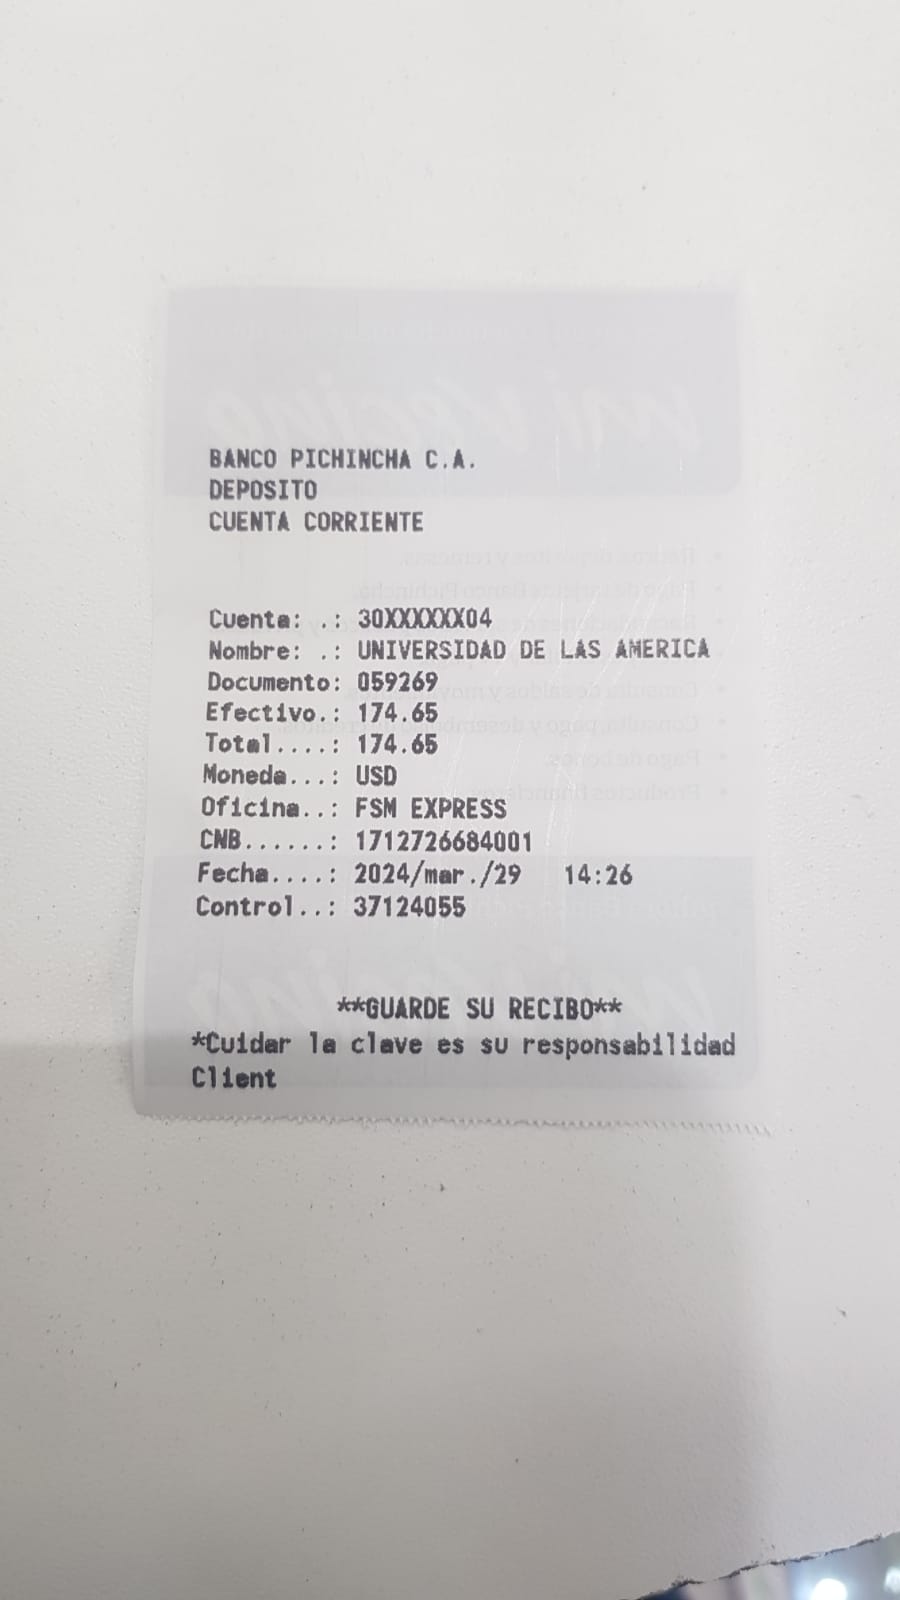 BANCO PICHINCHA C.A.
DEPOSITO
CUENTA CORRIENTE
Cuenta: .: 30XXXXXX04
Nombre: .: UNIVERSIDAD DE LAS AMERICA
Documento: 059269
Efectivo.: 174.65
Total....: 174.65
Moneda...: USD
Oficina..: FSM EXPRESS
CNB......: 1712726684001
Fecha....: 2024/mar./29 14:26
Control..: 37124055
**GUARDE SU RECIBO**
*Cuidar la clave es su responsabilidad
Client